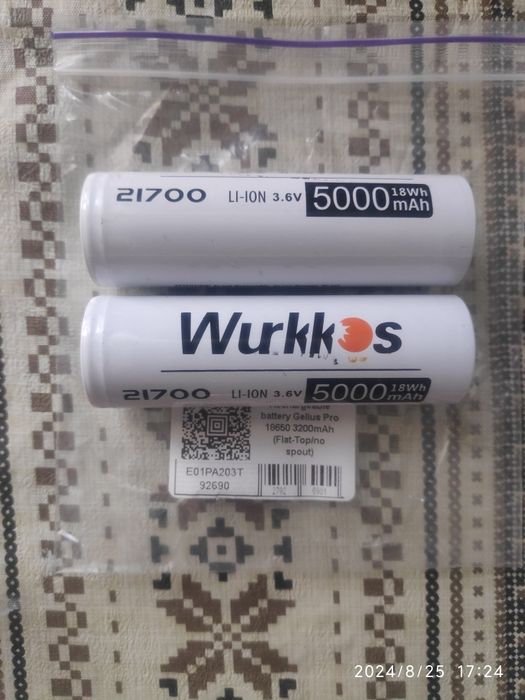 21700 LI-ION 3.6V 5000 mAh 18Wh
Wurkkos
21700 LI-ION 3.6V 5000 mAh 18Wh
battery Gelius Pro
18650 3200mAh
(Flat-Top/no
spout)
E01PA203T
92690
2024/8/25 17:24